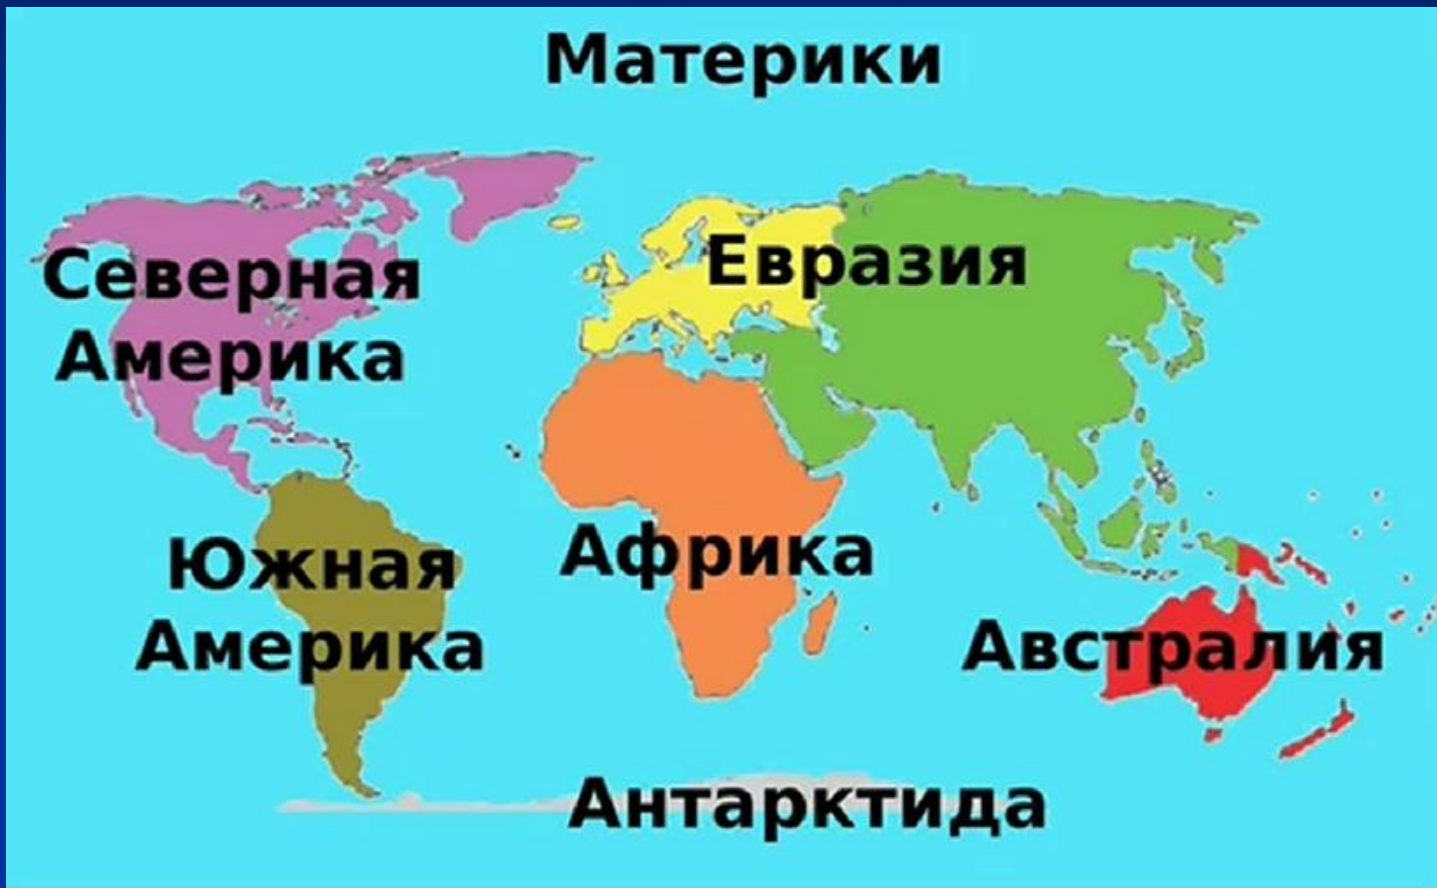 Материки
Северная
Америка
Евразия
Южная
Америка
Африка
Австралия
Антарктида